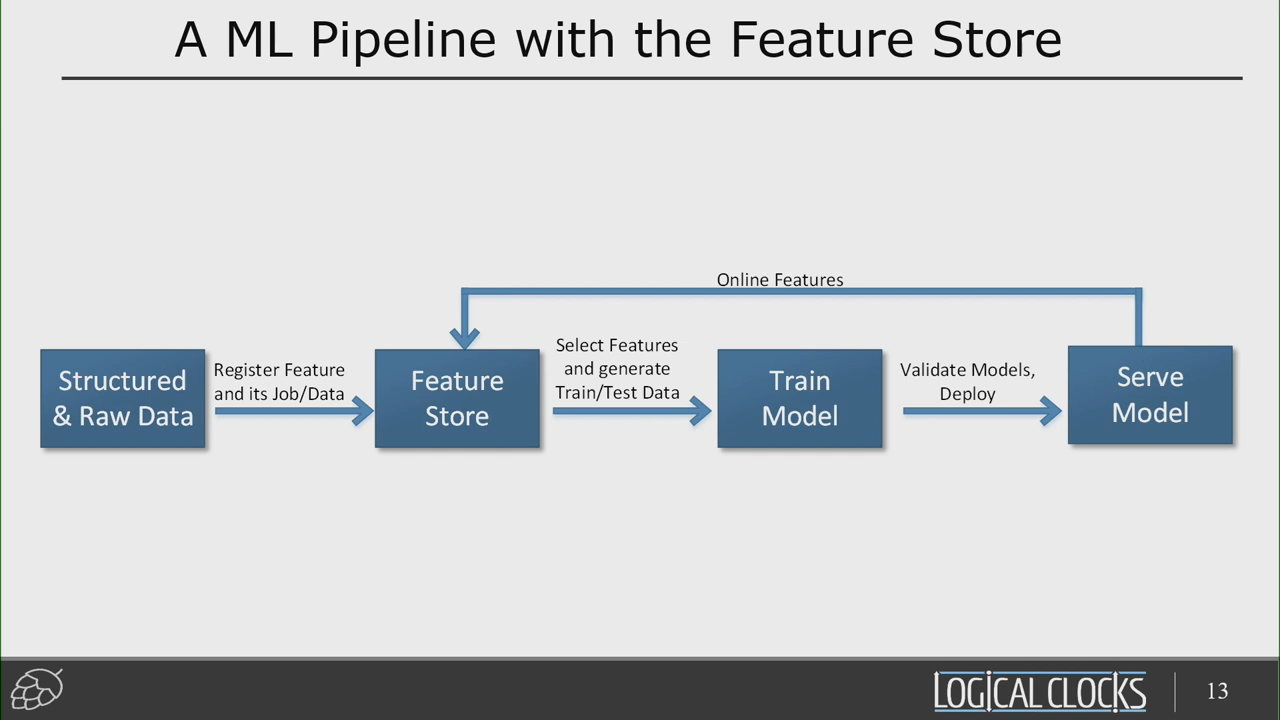 A ML Pipeline with the Feature Store
Online Features
Structured
& Raw Data
Register Feature
and its Job/Data
Feature
Store
Select Features
and generate
Train/Test Data
Train
Model
Validate Models,
Deploy
Serve
Model
LOGICAL CLOCKS
13